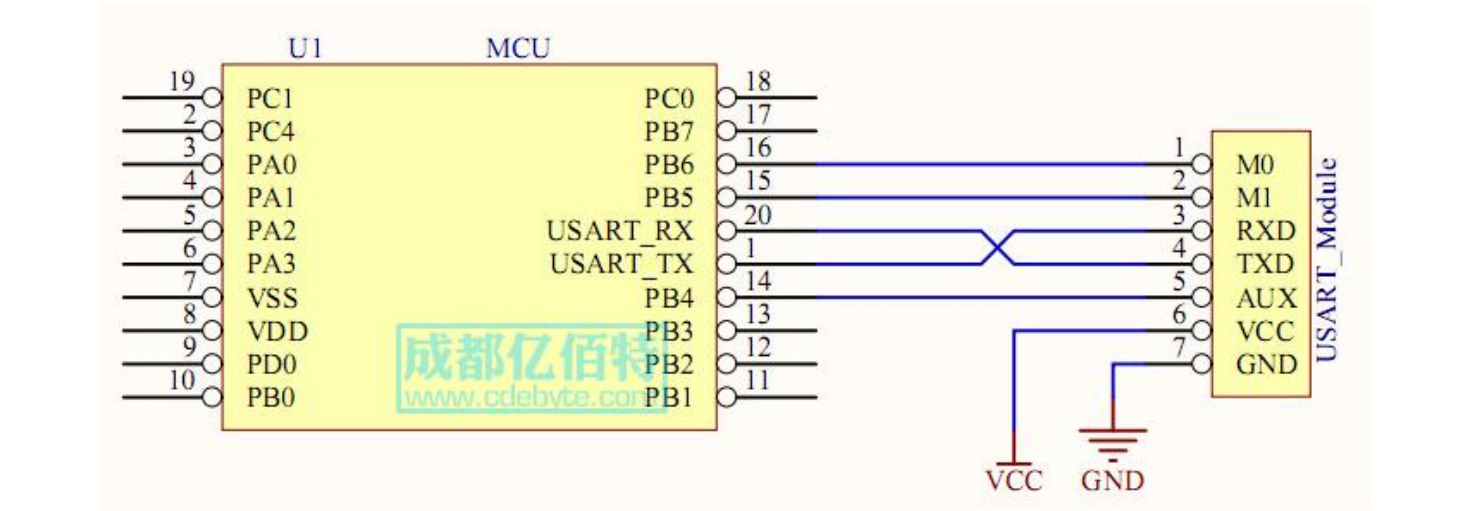 U1 MCU
19 PC1 PC0 18
2 PC4 PB7 17
3 PA0 PB6 16 1 M0
4 PA1 PB5 15 2 M1
5 PA2 USART_RX 20 3 RXD
6 PA3 USART_TX 1 4 TXD
7 VSS PB4 14 5 AUX
8 VDD PB3 13 6 VCC
9 PD0 PB2 12 7 GND
10 PB0 PB1 11
USART_Module
成都亿佰特
www.cdebyte.com
VCC GND